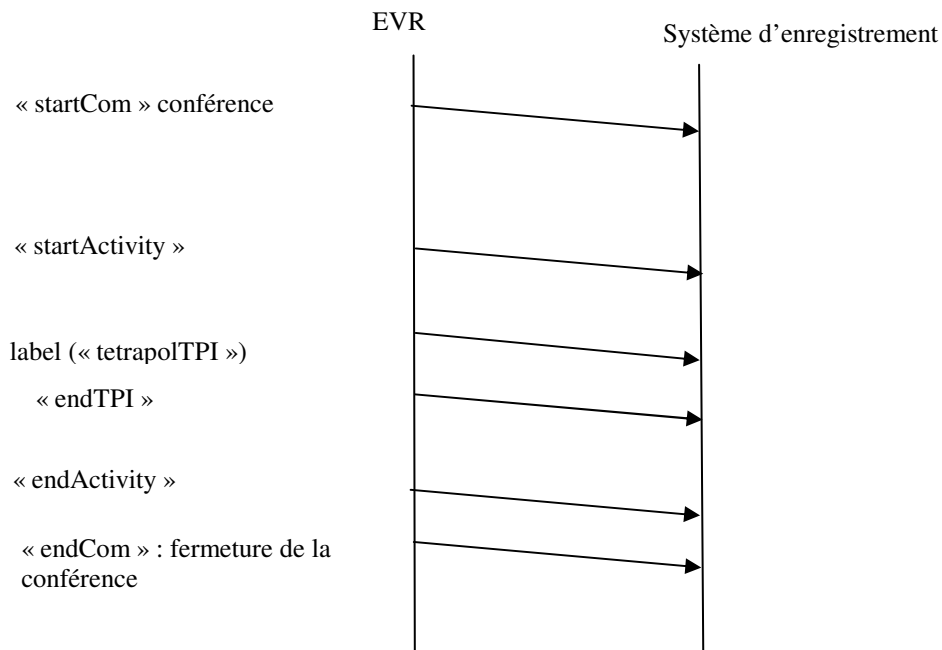 EVR
Système d’enregistrement
« startCom » conférence
« startActivity »
label (« tetrapolTPI »)
« endTPI »
« endActivity »
« endCom » : fermeture de la
conférence